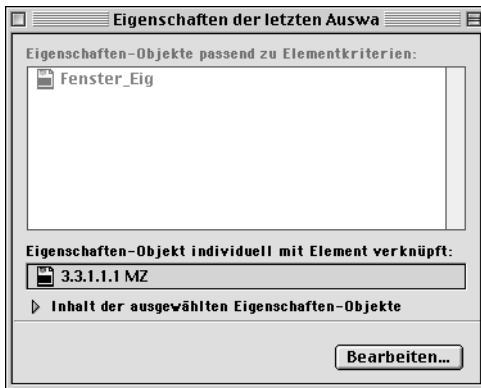 Eigenschaften der letzten Auswa
Eigenschaften-Objekte passend zu Elementkriterien:
Fenster_Eig
Eigenschaften-Objekt individuell mit Element verknüpft:
3.3.1.1.1 MZ
Inhalt der ausgewählten Eigenschaften-Objekte
Bearbeiten...